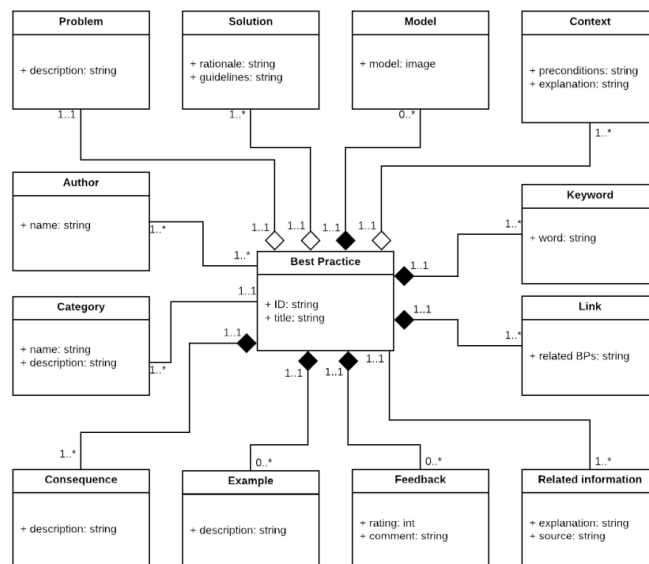 Problem
+ description: string
Solution
+ rationale: string
+ guidelines: string
Model
+ model: image
Context
+ preconditions: string
+ explanation: string
1..1
1..*
0..*
1..*
Author
+ name: string
1..*
1..1
1..1
1..1
1..1
Keyword
+ word: string
1..*
1..*
1..1
Best Practice
+ ID: string
+ title: string
Category
+ name: string
+ description: string
1..1
1..*
1..1
1..1
Link
+ related BPs: string
1..*
1..1
1..1
1..1
1..*
0..*
0..*
1..*
Consequence
+ description: string
Example
+ description: string
Feedback
+ rating: int
+ comment: string
Related information
+ explanation: string
+ source: string